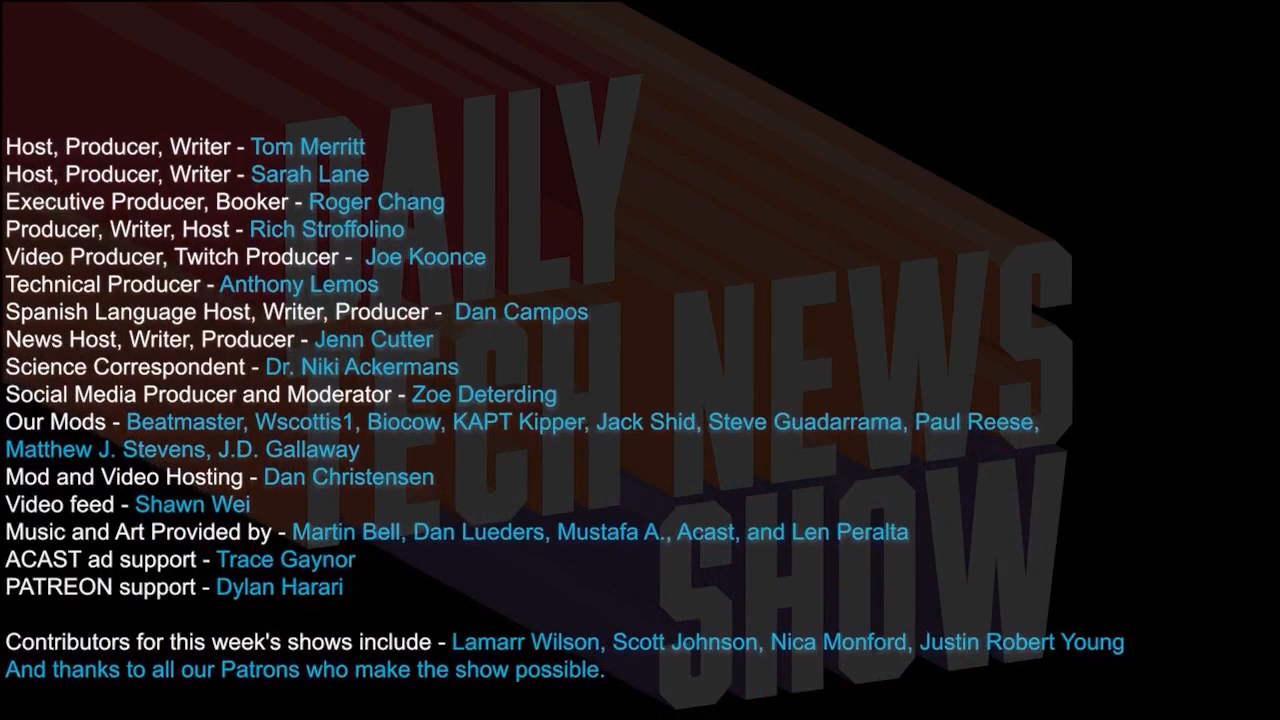 DAILY
TECH NEWS
SHOW
Host, Producer, Writer - Tom Merritt
Host, Producer, Writer - Sarah Lane
Executive Producer, Booker - Roger Chang
Producer, Writer, Host - Rich Stroffolino
Video Producer, Twitch Producer - Joe Koonce
Technical Producer - Anthony Lemos
Spanish Language Host, Writer, Producer - Dan Campos
News Host, Writer, Producer - Jenn Cutter
Science Correspondent - Dr. Niki Ackermans
Social Media Producer and Moderator - Zoe Deterding
Our Mods - Beatmaster, Wscottis1, Biocow, KAPT Kipper, Jack Shid, Steve Guadarrama, Paul Reese,
Matthew J. Stevens, J.D. Gallaway
Mod and Video Hosting - Dan Christensen
Video feed - Shawn Wei
Music and Art Provided by - Martin Bell, Dan Lueders, Mustafa A., Acast, and Len Peralta
ACAST ad support - Trace Gaynor
PATREON support - Dylan Harari
Contributors for this week's shows include - Lamarr Wilson, Scott Johnson, Nica Monford, Justin Robert Young
And thanks to all our Patrons who make the show possible.